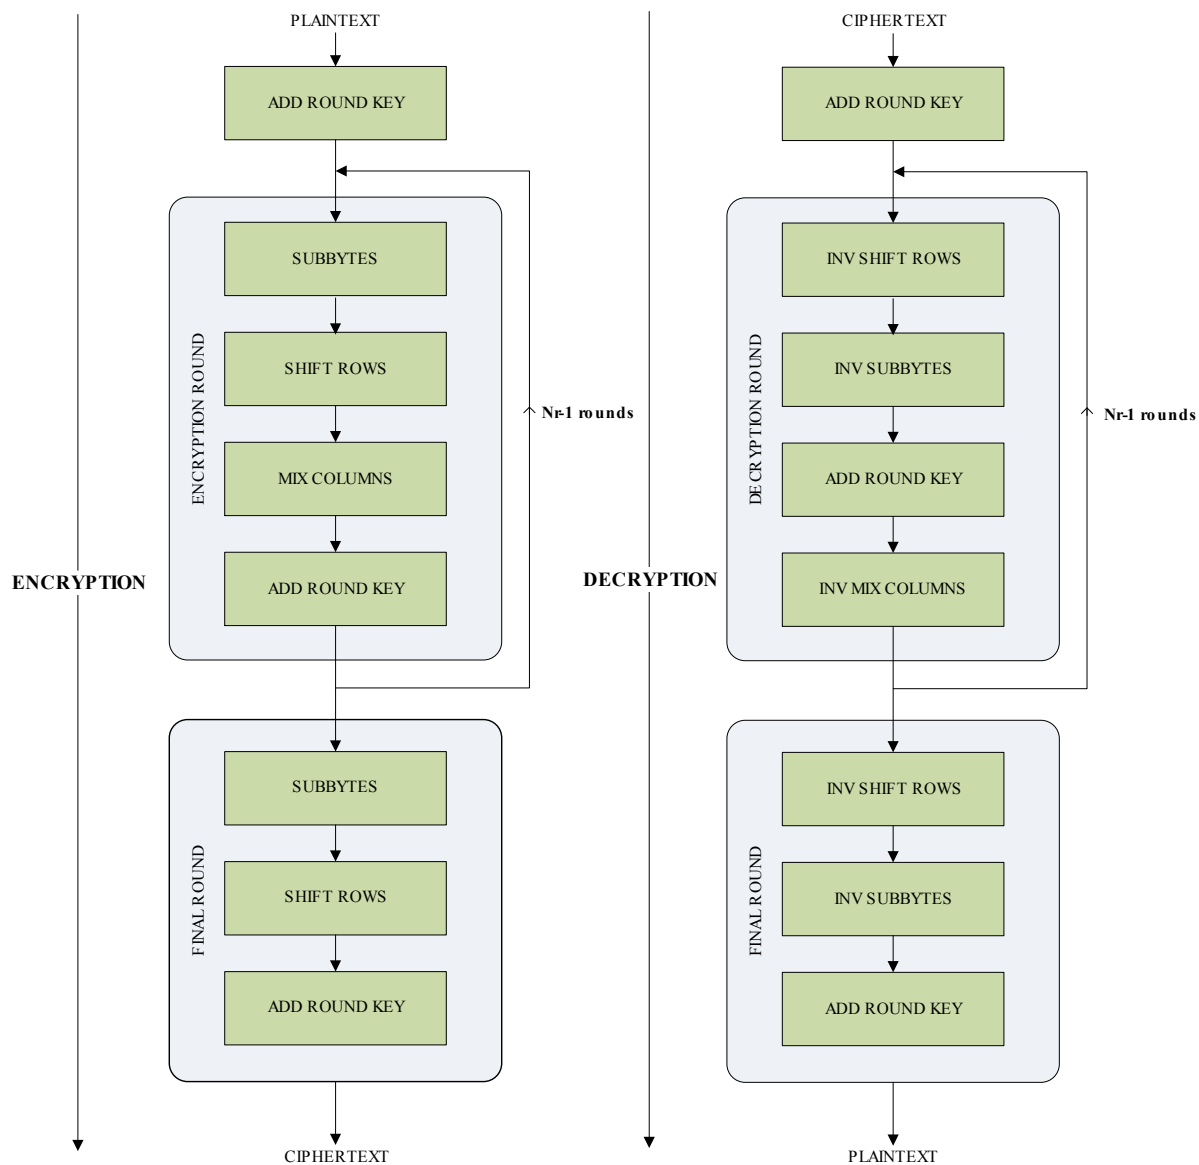 PLAINTEXT
ADD ROUND KEY
SUBBYTES
SHIFT ROWS
MIX COLUMNS
ADD ROUND KEY
ENCRYPTION ROUND
Nr-1 rounds
ENCRYPTION
SUBBYTES
SHIFT ROWS
ADD ROUND KEY
FINAL ROUND
CIPHERTEXT
CIPHERTEXT
ADD ROUND KEY
INV SHIFT ROWS
INV SUBBYTES
ADD ROUND KEY
INV MIX COLUMNS
DECRYPTION ROUND
Nr-1 rounds
DECRYPTION
INV SHIFT ROWS
INV SUBBYTES
ADD ROUND KEY
FINAL ROUND
PLAINTEXT